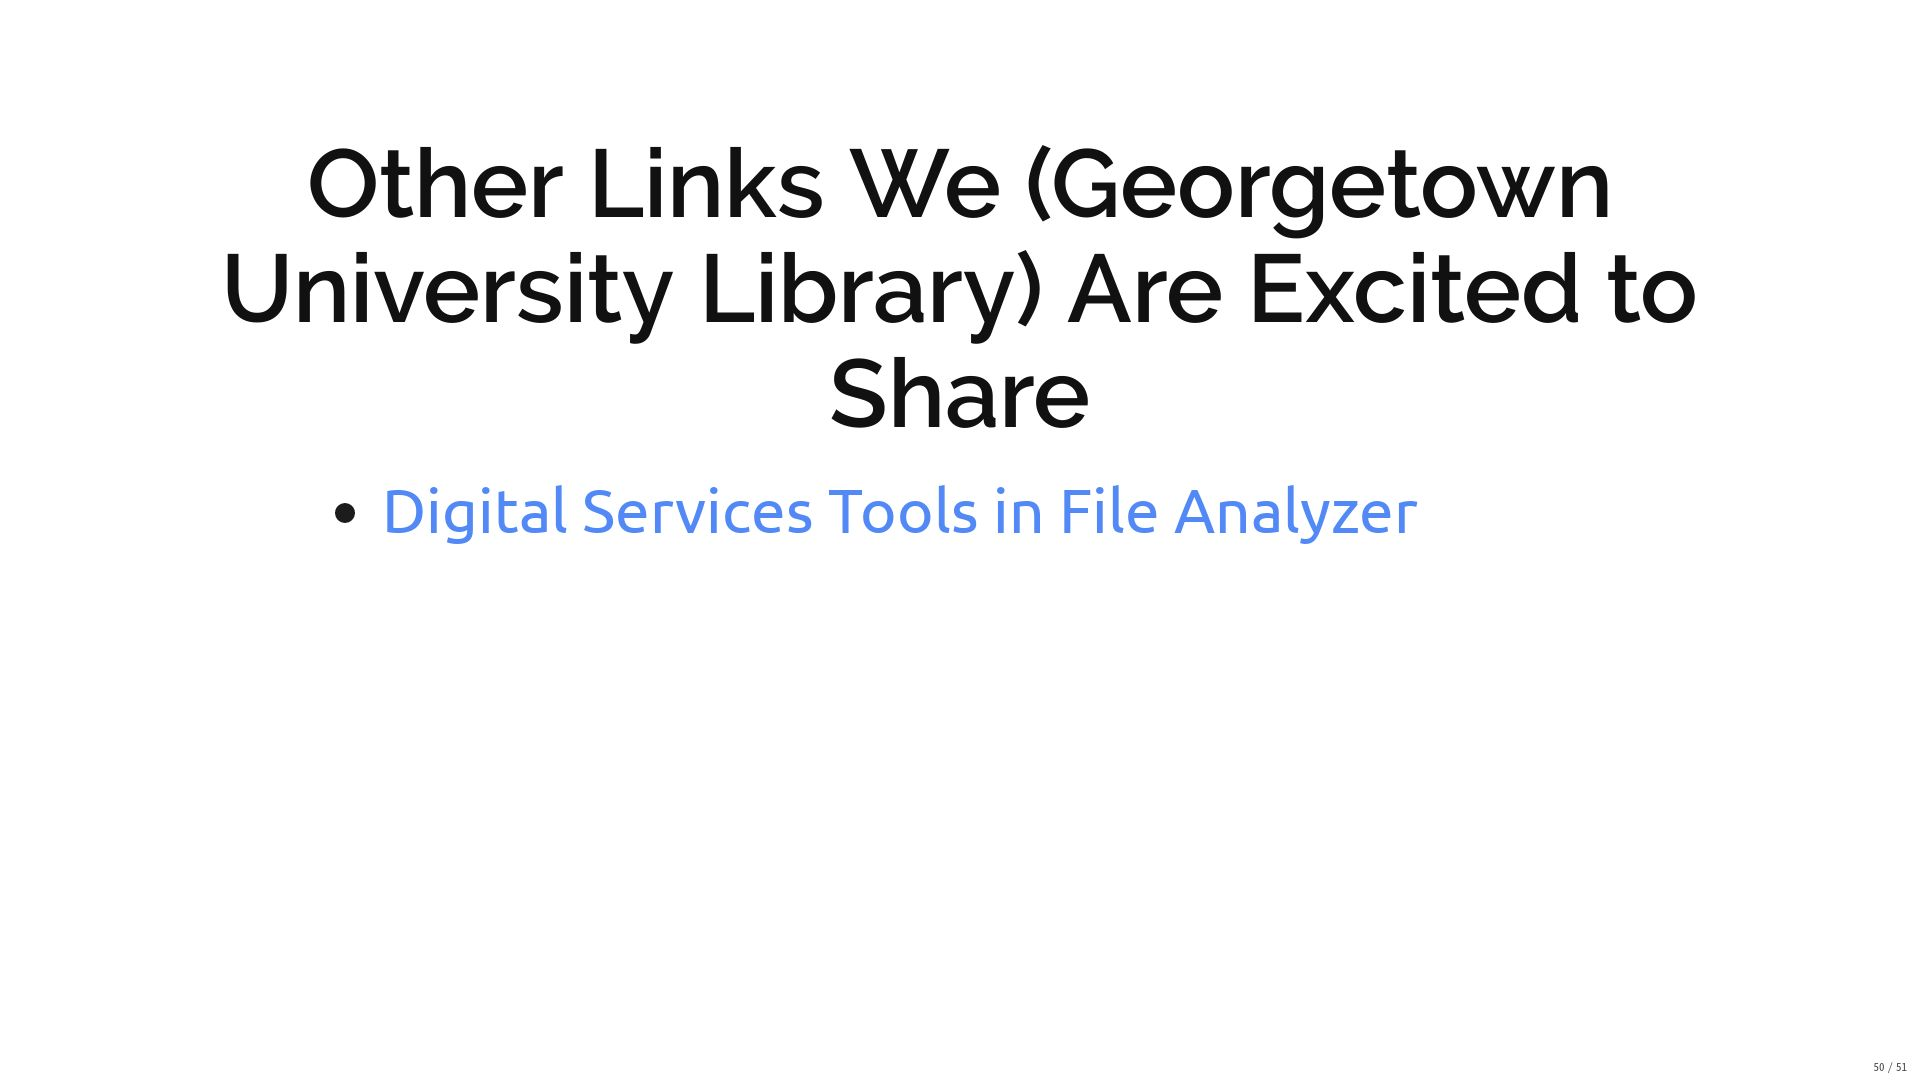 Other Links We (Georgetown
University Library) Are Excited to
Share
• Digital Services Tools in File Analyzer
50 / 51